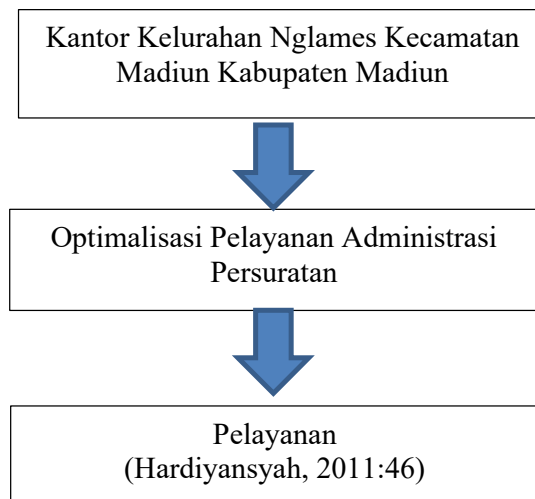 Kantor Kelurahan Nglames Kecamatan
Madiun Kabupaten Madiun
Optimalisasi Pelayanan Administrasi
Persuratan
Pelayanan
(Hardiyansyah, 2011:46)